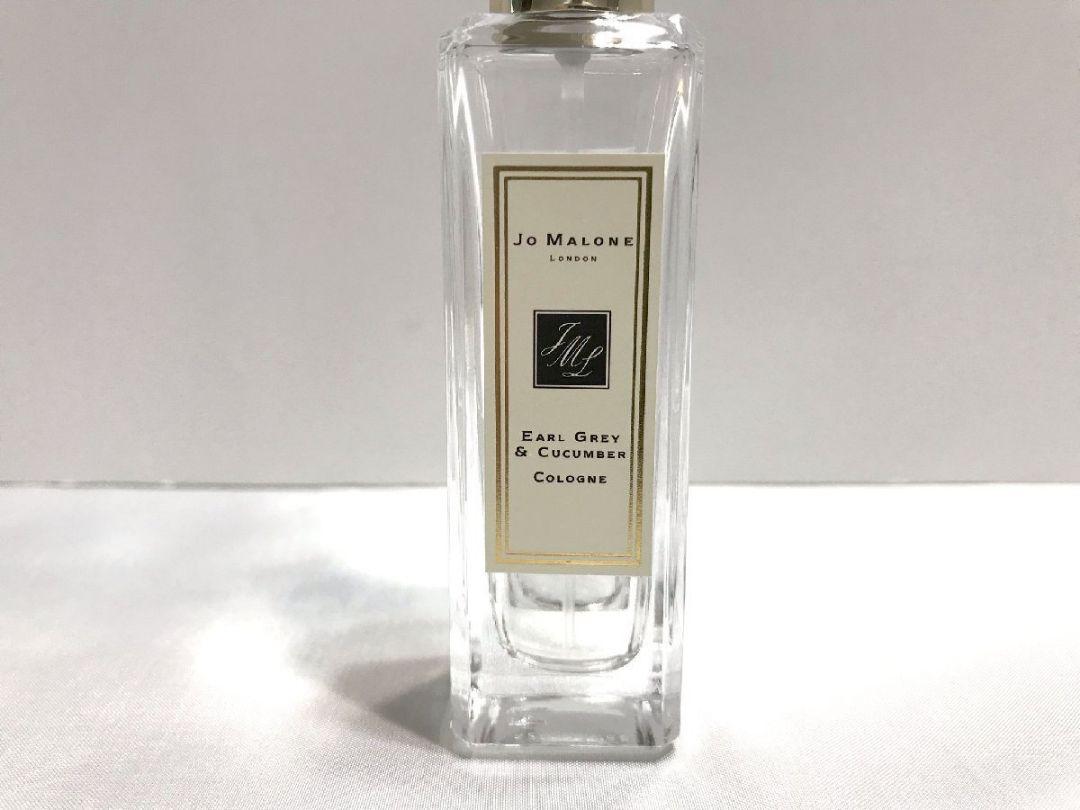 Jo Malone
London
JML
Earl Grey
& Cucumber
Cologne